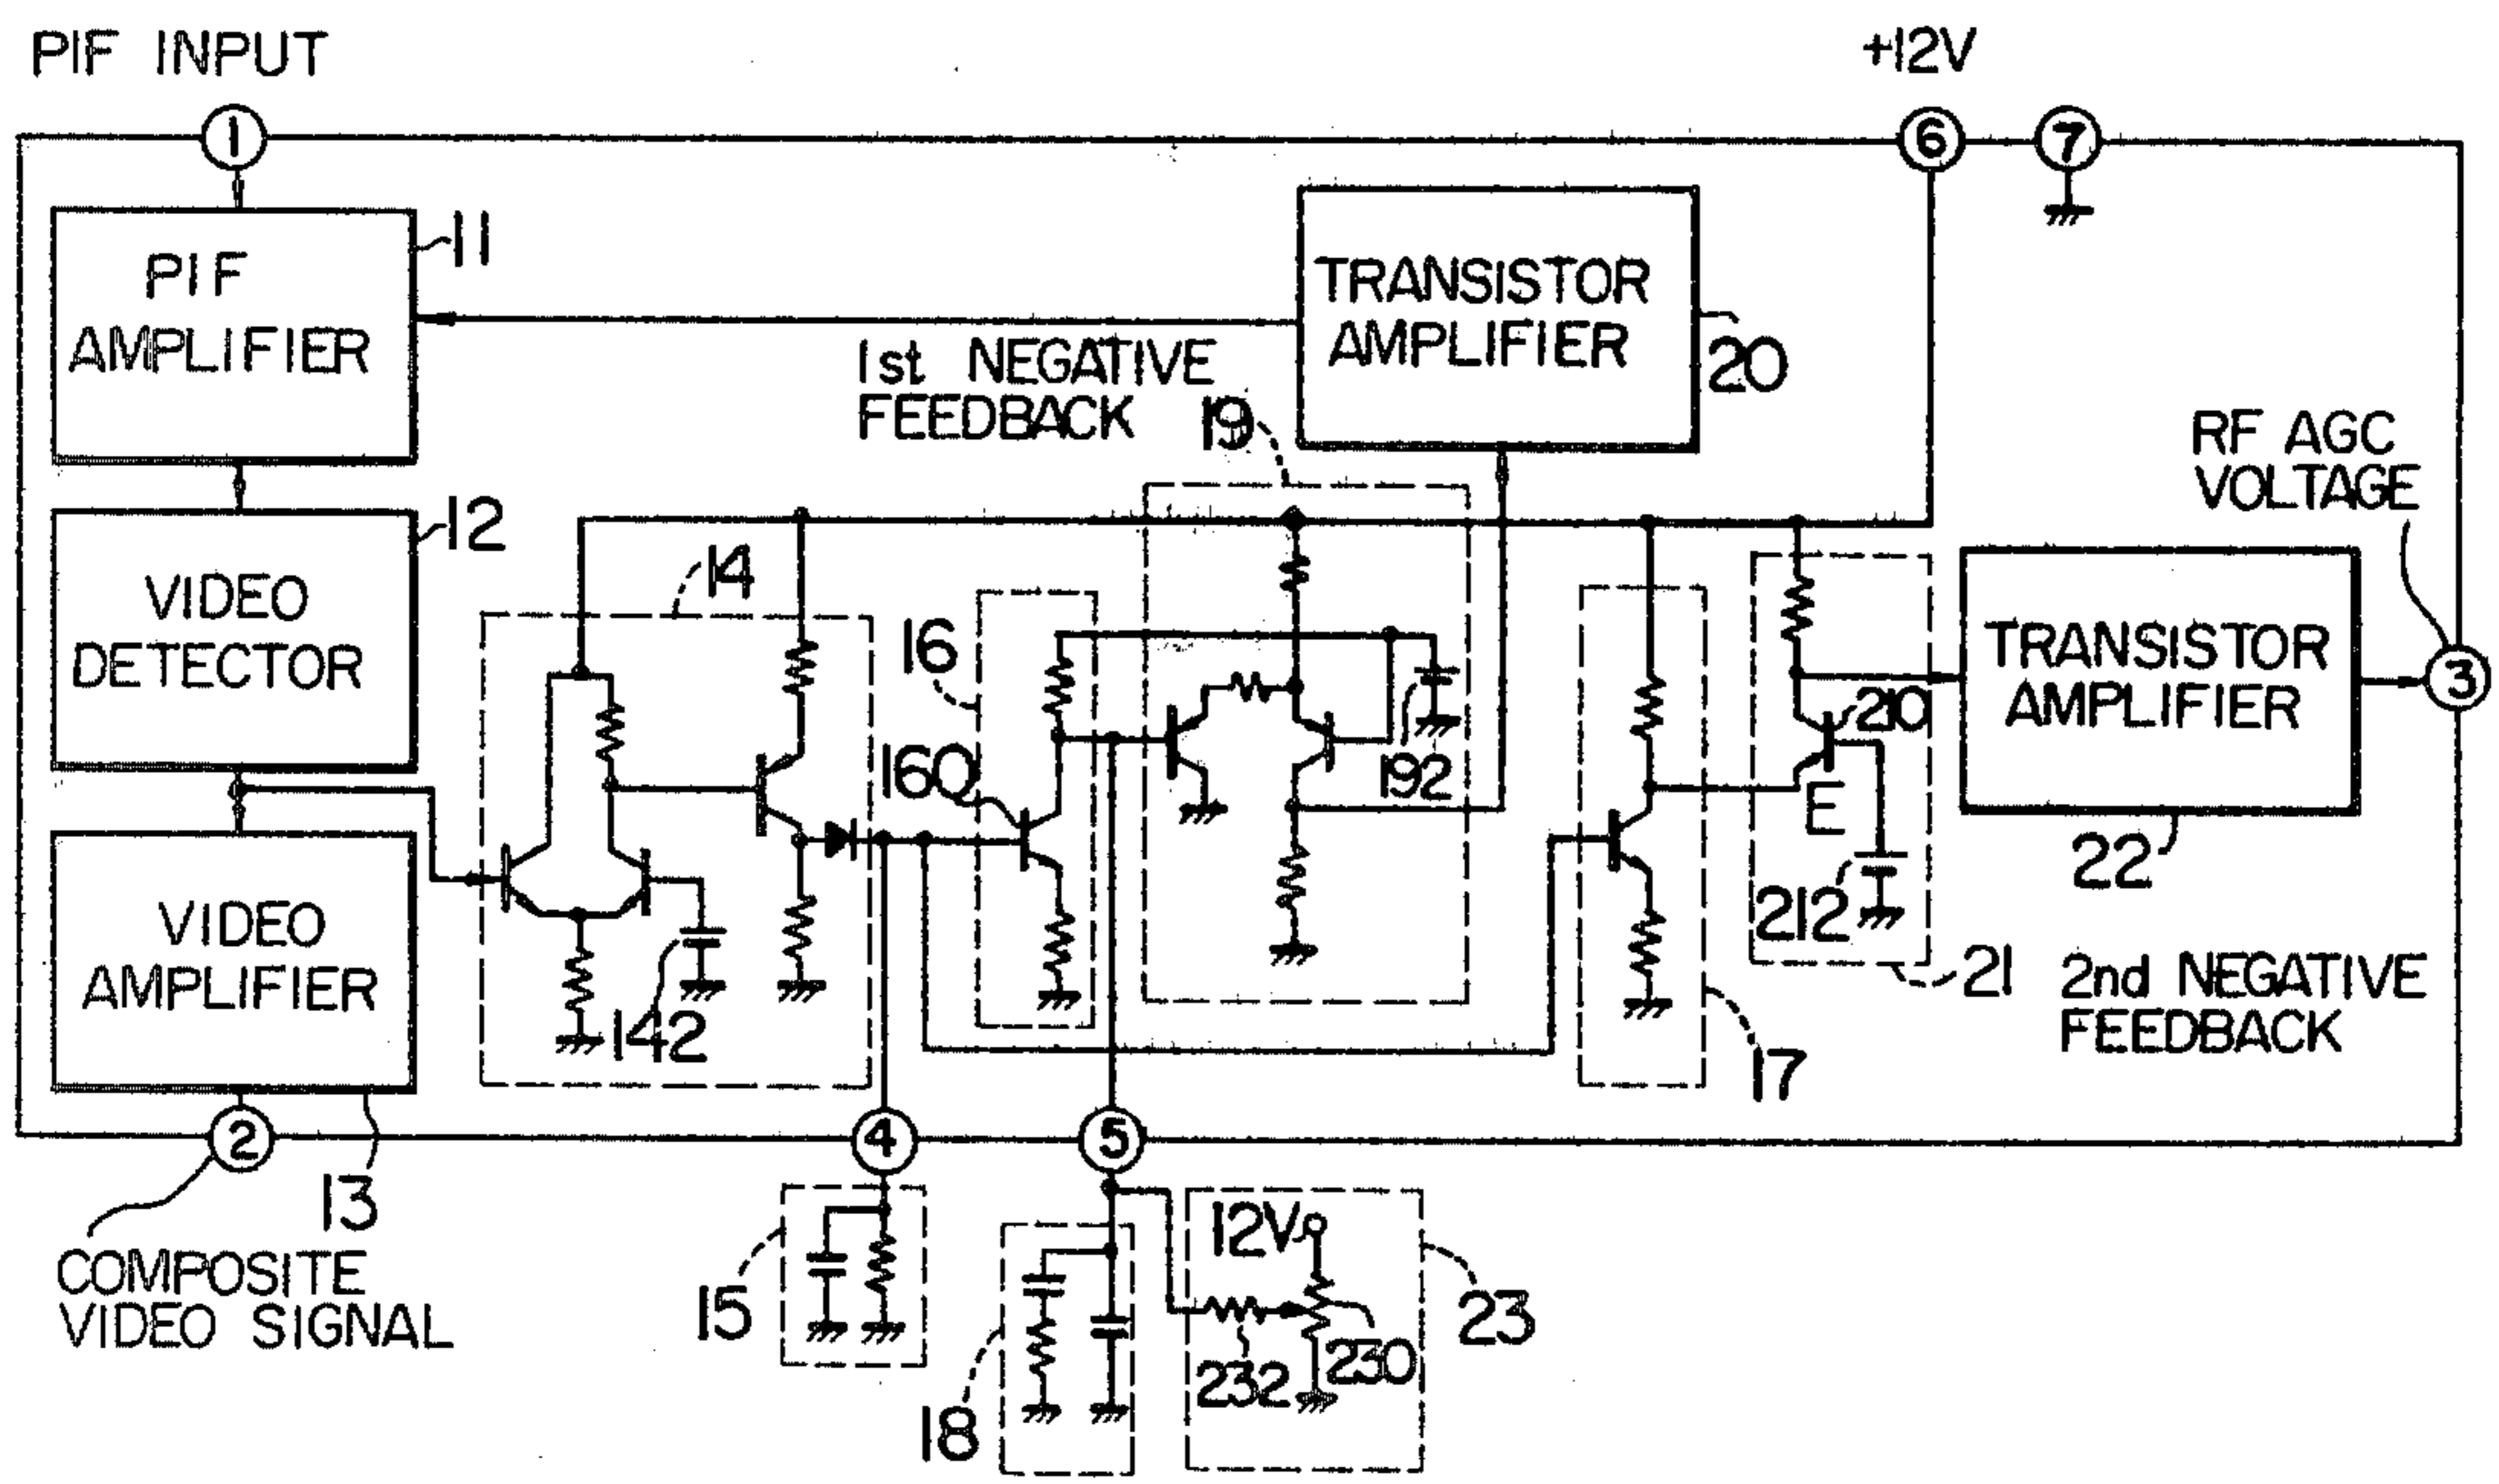 PIF INPUT
+12V
1
6
7
11
PIF
AMPLIFIER
TRANSISTOR
AMPLIFIER
20
1st NEGATIVE
FEEDBACK
19
RF AGC
VOLTAGE
12
VIDEO
DETECTOR
14
16
TRANSISTOR
AMPLIFIER
3
210
160
192
E
22
212
VIDEO
AMPLIFIER
142
21
2nd NEGATIVE
FEEDBACK
17
2
4
5
13
COMPOSITE
VIDEO SIGNAL
15
12V
23
232
230
18